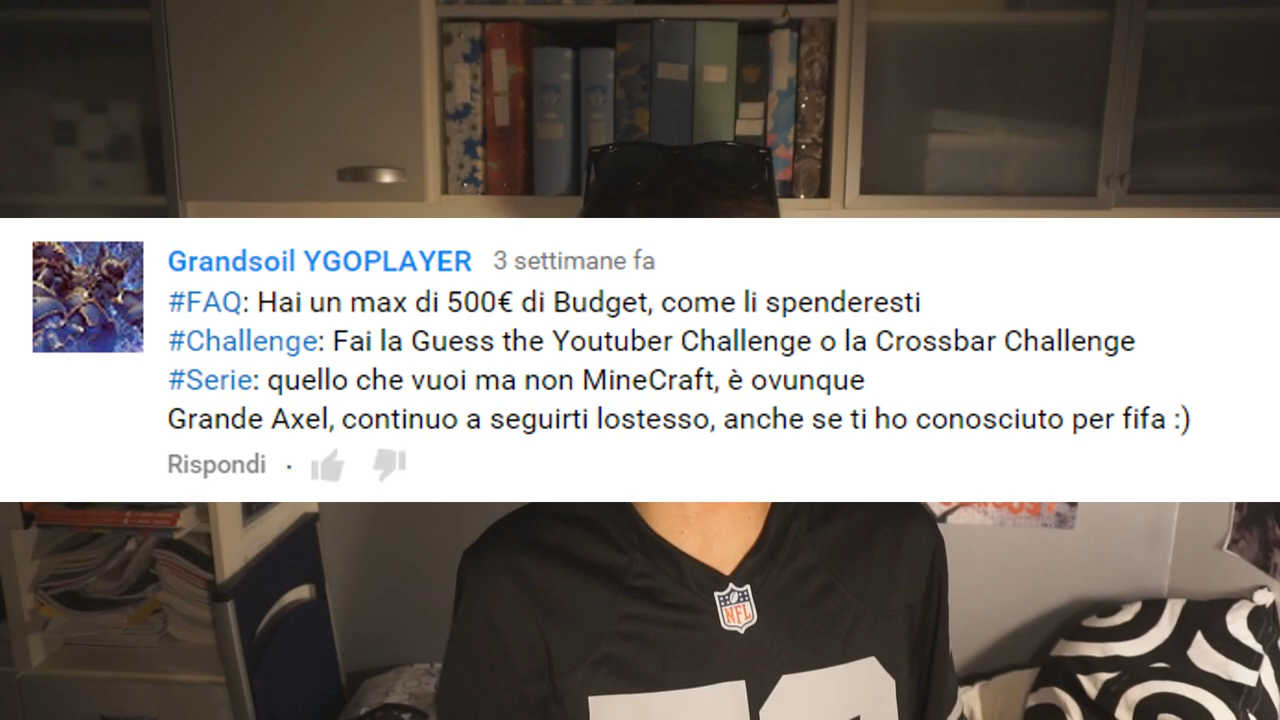 Grandsoil YGOPLAYER 3 settimane fa
#FAQ: Hai un max di 500€ di Budget, come li spenderesti
#Challenge: Fai la Guess the Youtuber Challenge o la Crossbar Challenge
#Serie: quello che vuoi ma non MineCraft, è ovunque
Grande Axel, continuo a seguirti lostesso, anche se ti ho conosciuto per fifa :)
Rispondi ·
NFL